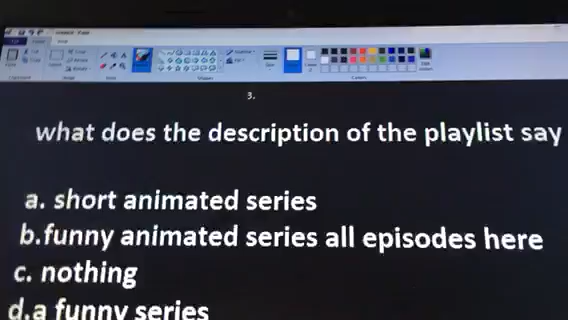 3.
what does the description of the playlist say
a. short animated series
b.funny animated series all episodes here
c. nothing
d.a funny series